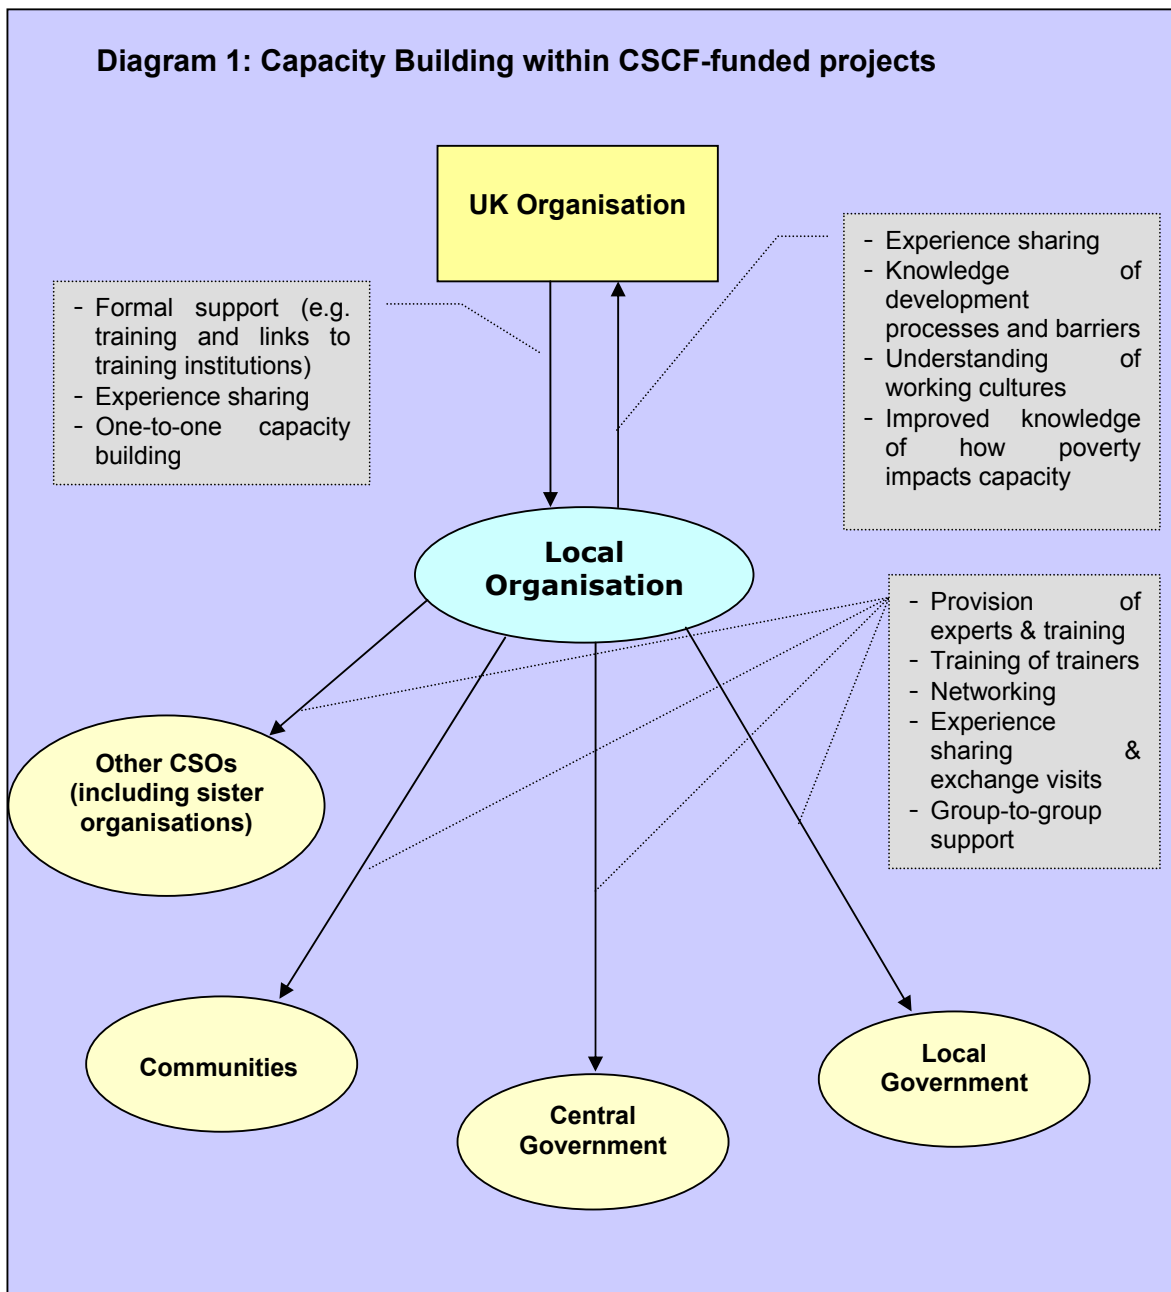 Diagram 1: Capacity Building within CSCF-funded projects
UK Organisation
- Formal support (e.g.
training and links to
training institutions)
- Experience sharing
- One-to-one capacity
building
- Experience sharing
- Knowledge of
development
processes and barriers
- Understanding of
working cultures
- Improved knowledge
of how poverty
impacts capacity
Local
Organisation
- Provision of
experts & training
- Training of trainers
- Networking
- Experience
sharing &
exchange visits
- Group-to-group
support
Other CSOs
(including sister
organisations)
Communities
Central
Government
Local
Government